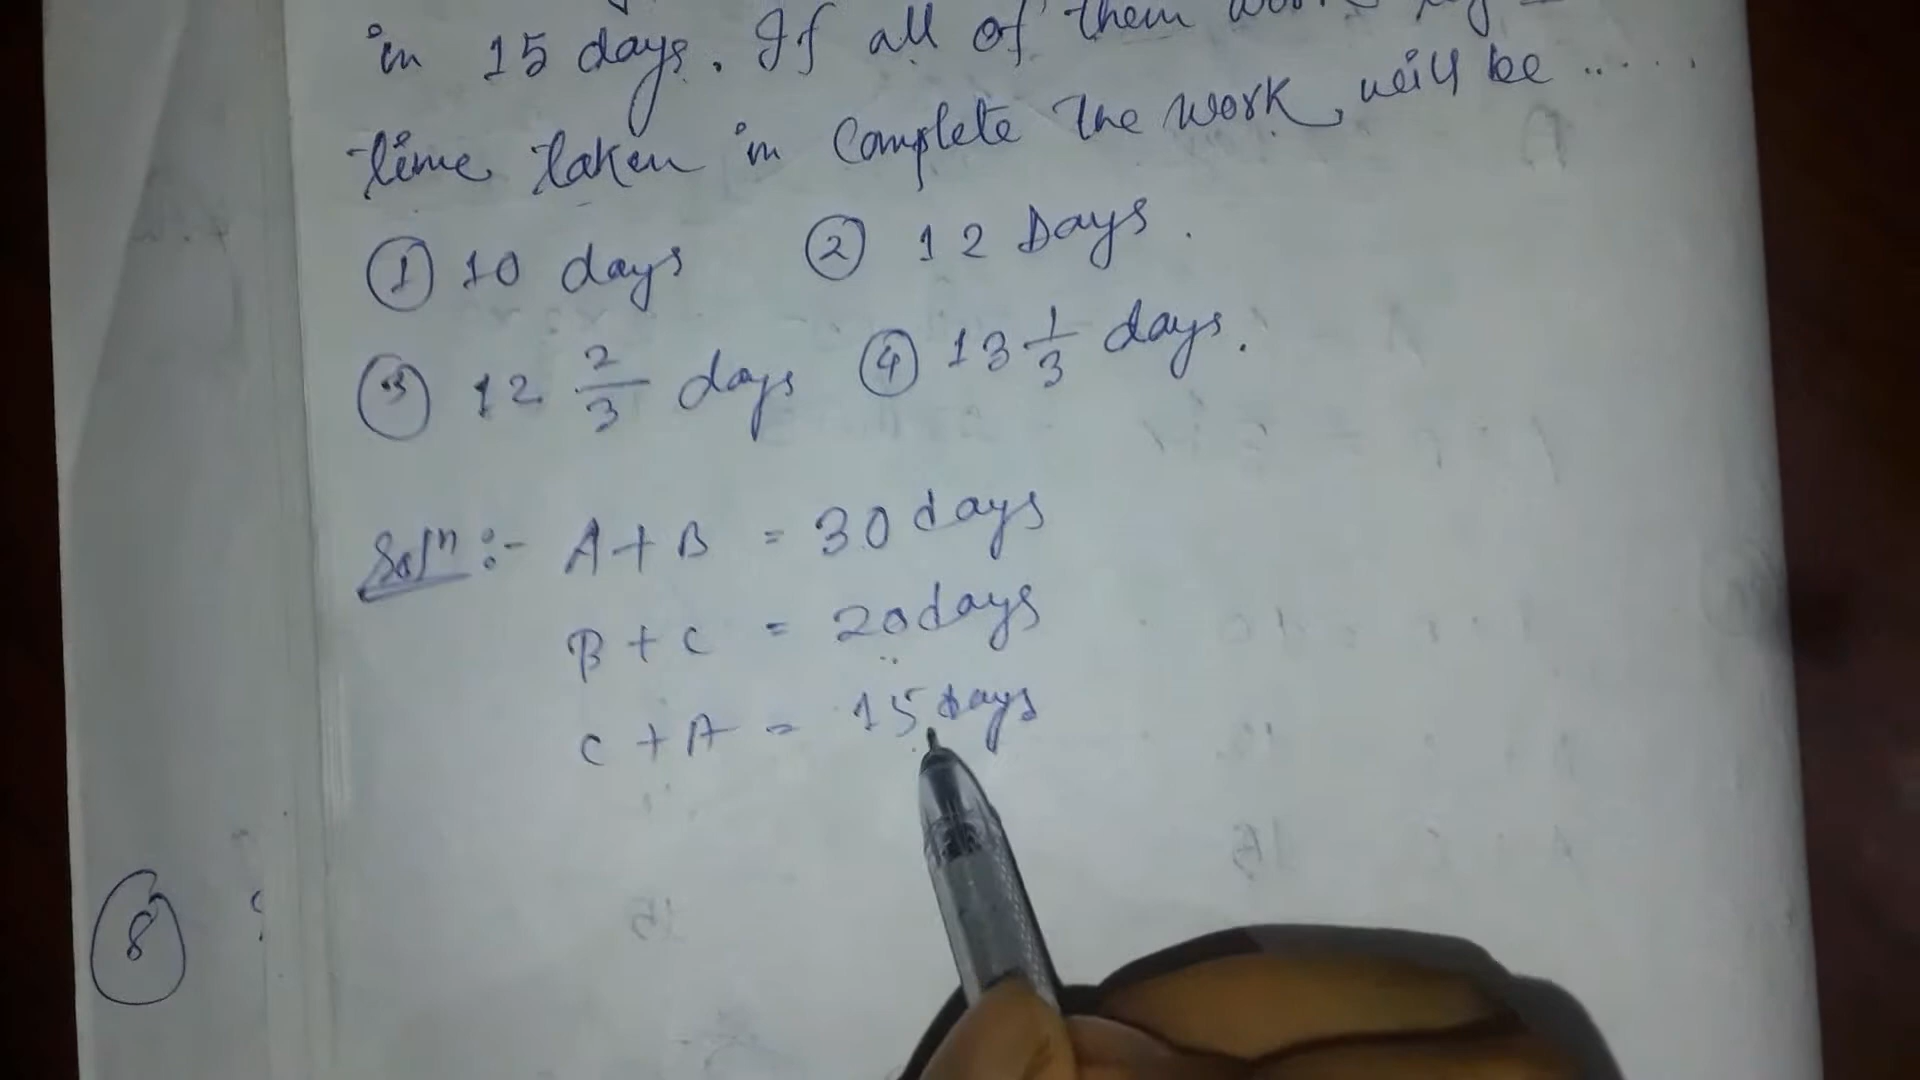 in 15 days. If all of them work
time taken in Complete the work, will be .....
① 10 days ② 12 Days.
③ 12 2/3 days ④ 13 1/3 days.
Solⁿ :- A + B = 30 days
B + C = 20 days
C + A = 15 days
8